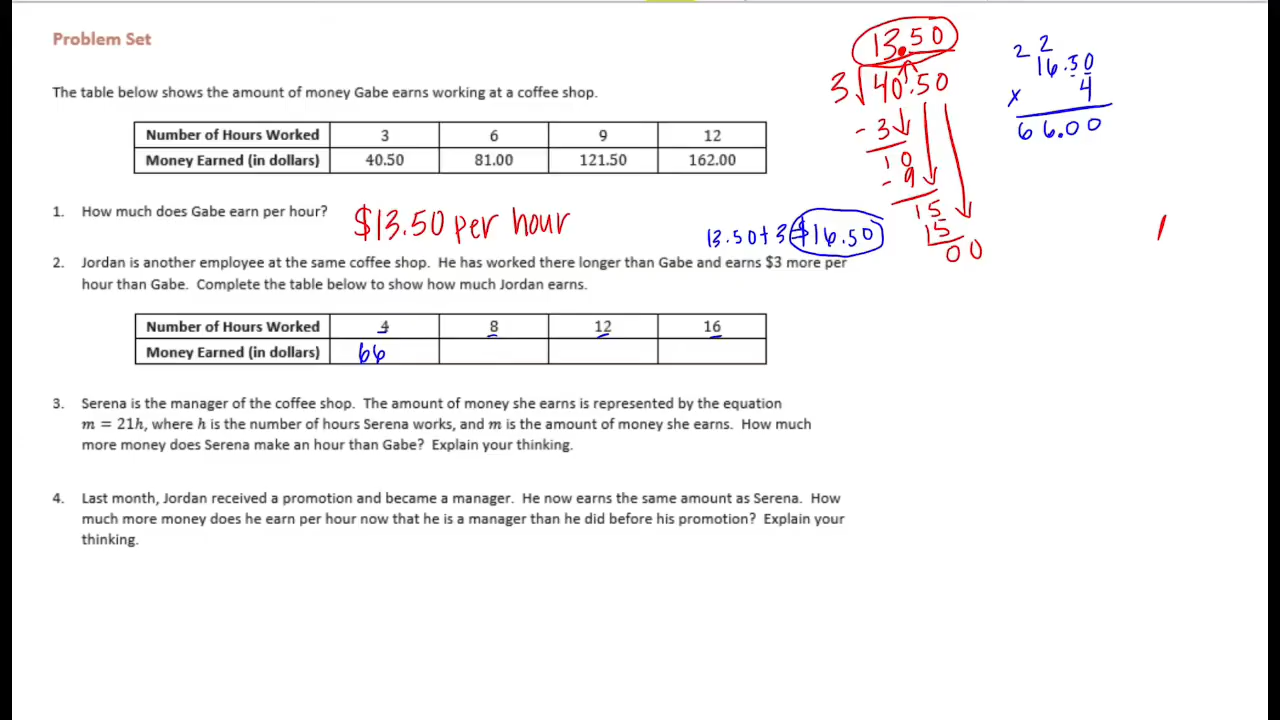 Problem Set
The table below shows the amount of money Gabe earns working at a coffee shop.
Number of Hours Worked 3 6 9 12
Money Earned (in dollars) 40.50 81.00 121.50 162.00
1. How much does Gabe earn per hour?
$13.50 per hour
13.50+3=$16.50
2. Jordan is another employee at the same coffee shop. He has worked there longer than Gabe and earns $3 more per
hour than Gabe. Complete the table below to show how much Jordan earns.
Number of Hours Worked 4 8 12 16
Money Earned (in dollars) 66
3. Serena is the manager of the coffee shop. The amount of money she earns is represented by the equation
m = 21h, where h is the number of hours Serena works, and m is the amount of money she earns. How much
more money does Serena make an hour than Gabe? Explain your thinking.
4. Last month, Jordan received a promotion and became a manager. He now earns the same amount as Serena. How
much more money does he earn per hour now that he is a manager than he did before his promotion? Explain your
thinking.
13.50
3 40.50
-3
10
-9
15
15
00
2 2
16.50
x 4
66.00